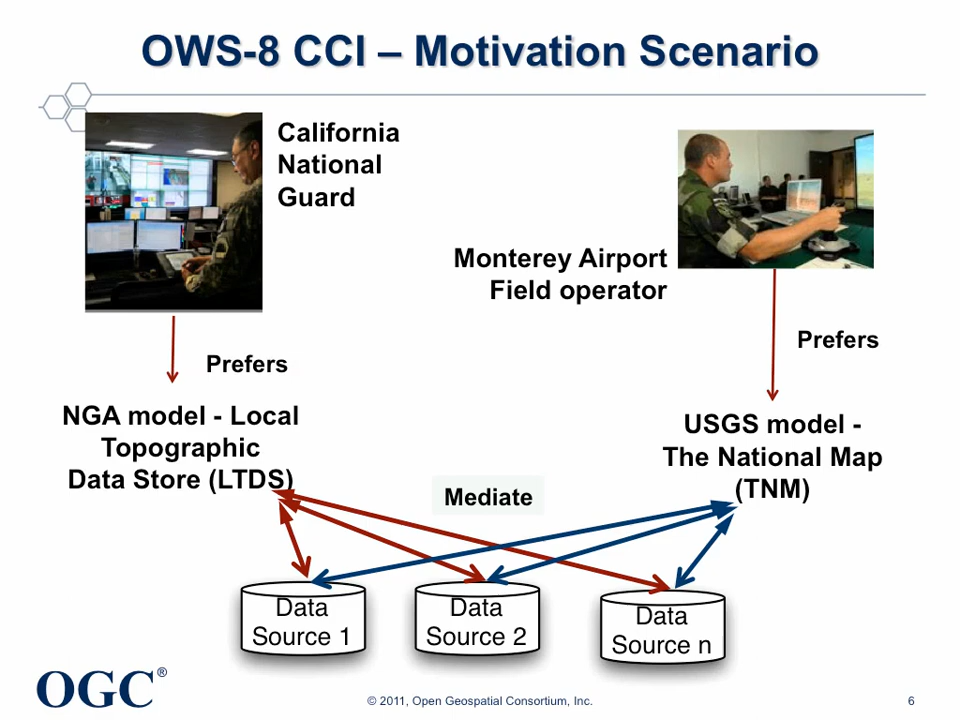 OWS-8 CCI – Motivation Scenario
California
National
Guard
Monterey Airport
Field operator
Prefers
Prefers
NGA model - Local
Topographic
Data Store (LTDS)
USGS model -
The National Map
(TNM)
Mediate
Data
Source 1
Data
Source 2
Data
Source n
OGC®
© 2011, Open Geospatial Consortium, Inc.
6